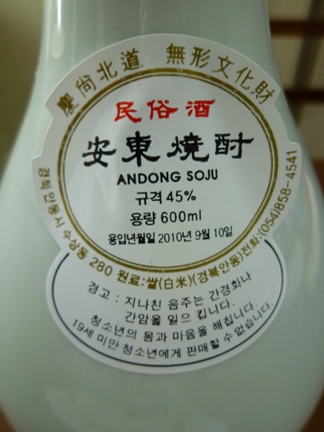 慶尙北道 無形文化財
民俗酒
安東燒酎
ANDONG SOJU
규격 45%
용량 600ml
용입년월일 2010년 9월 10일
경북 안동시 수상동 280 원료:쌀(白米)(경북안동)전화:(054)858-4541
경고 : 지나친 음주는 간경화나
간암을 일으 킵니다.
청소년의 몸과 마음을 해칩니다.
19세 미만 청소년에게 판매할 수 없습니다.